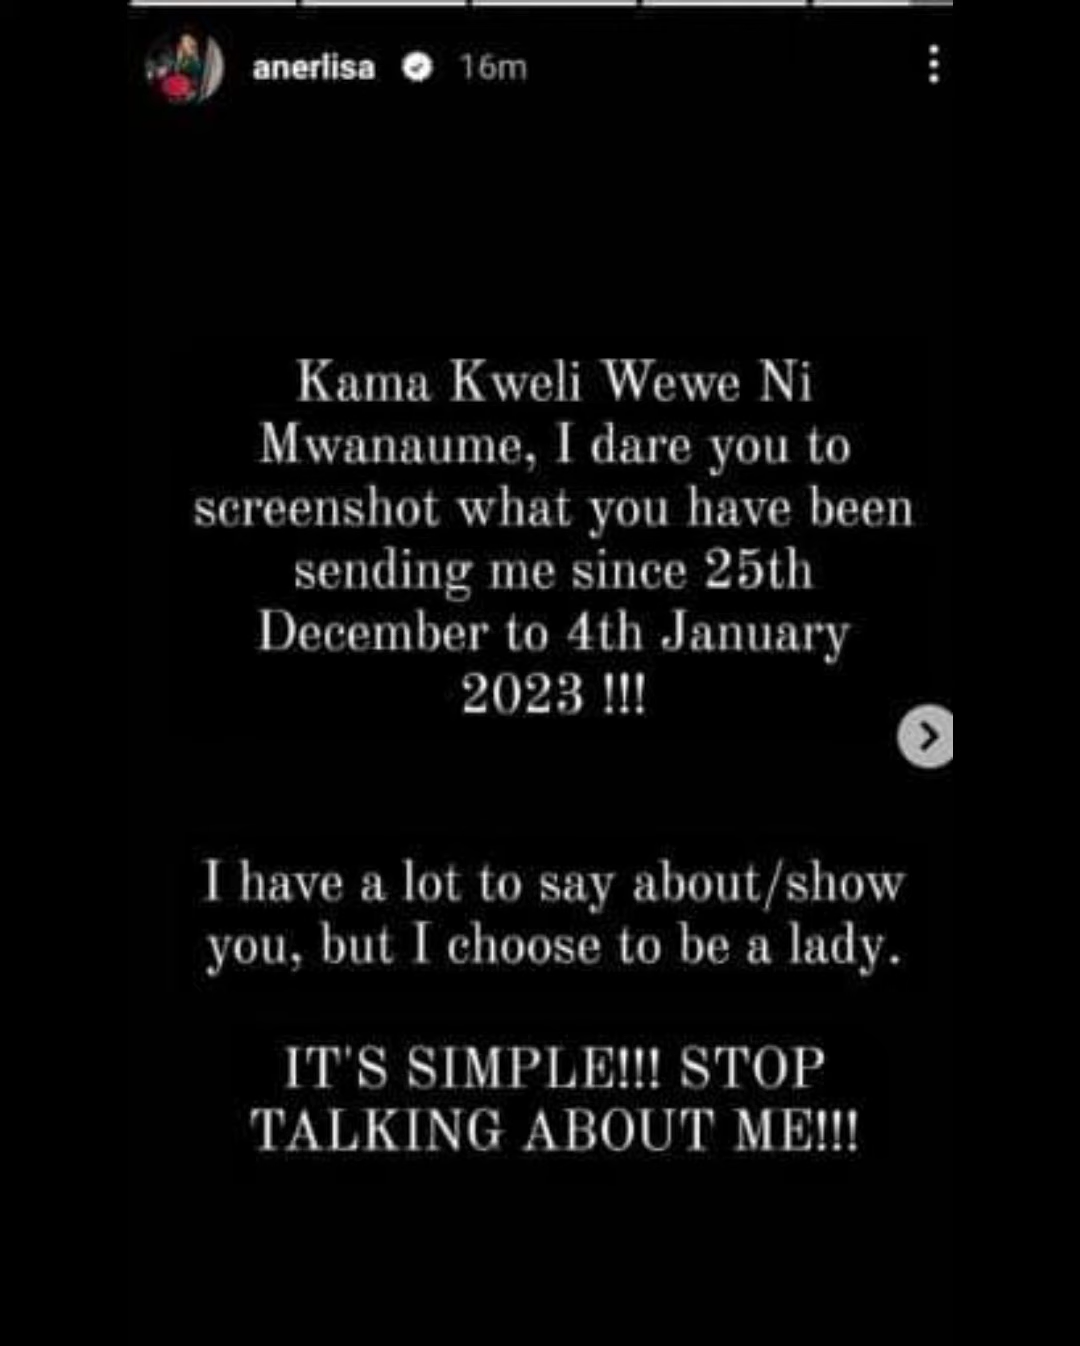 anerlisa 16m
Kama Kweli Wewe Ni
Mwanaume, I dare you to
screenshot what you have been
sending me since 25th
December to 4th January
2023 !!!
I have a lot to say about/show
you, but I choose to be a lady.
IT'S SIMPLE!!! STOP
TALKING ABOUT ME!!!